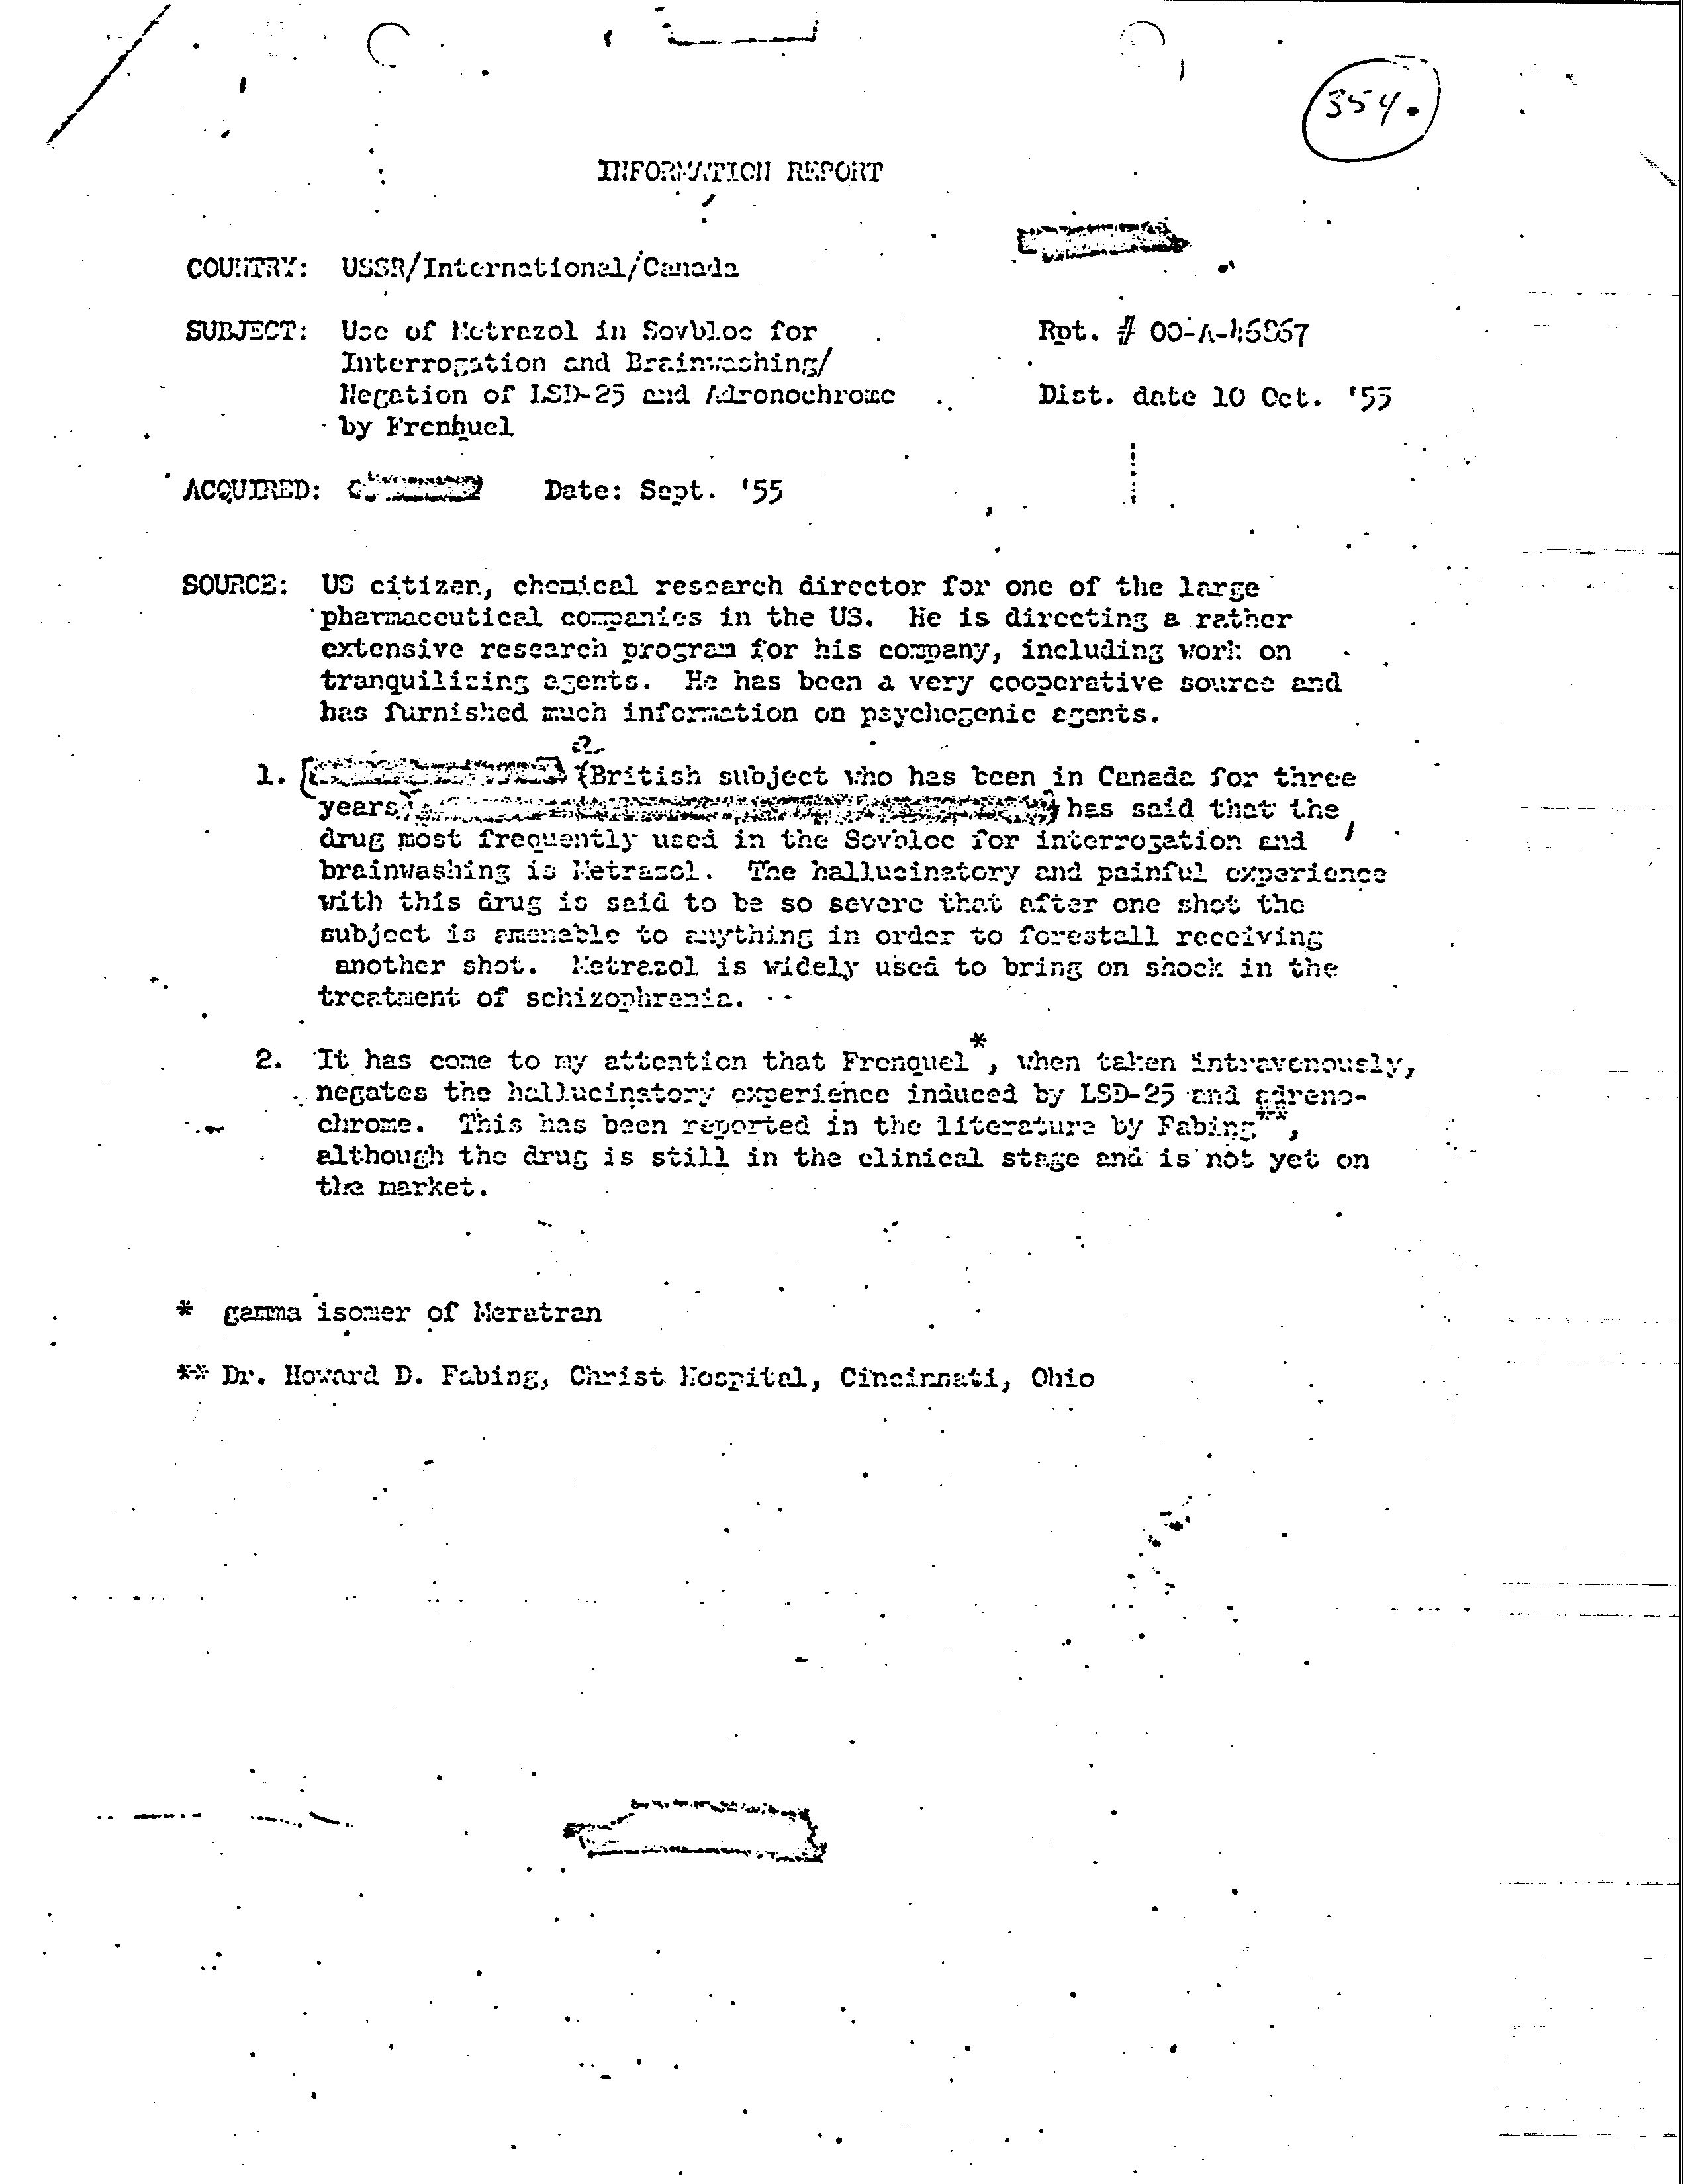 354.
INFORMATION REPORT
COUNTRY: USSR/International/Canada
SUBJECT: Use of Metrazol in Sovbloc for
Rpt. # 00-A-46867
Interrogation and Brainwashing/
Negation of LSD-25 and Adronochrome
Dist. date 10 Oct. '55
by Frenhuel
ACQUIRED: Date: Sept. '55
SOURCE: US citizen, chemical research director for one of the large
pharmaceutical companies in the US. He is directing a rather
extensive research program for his company, including work on
tranquilizing agents. He has been a very cooperative source and
has furnished much information on psychogenic agents.
1. (British subject who has been in Canada for three
years, has said that the
drug most frequently used in the Sovbloc for interrogation and
brainwashing is Metrazol. The hallucinatory and painful experience
with this drug is said to be so severe that after one shot the
subject is amenable to anything in order to forestall receiving
another shot. Metrazol is widely used to bring on shock in the
treatment of schizophrenia.
2. It has come to my attention that Frenquel*, when taken intravenously,
negates the hallucinatory experience induced by LSD-25 and adreno-
chrome. This has been reported in the literature by Fabing**,
although the drug is still in the clinical stage and is not yet on
the market.
* gamma isomer of Meratran
** Dr. Howard D. Fabing, Christ Hospital, Cincinnati, Ohio